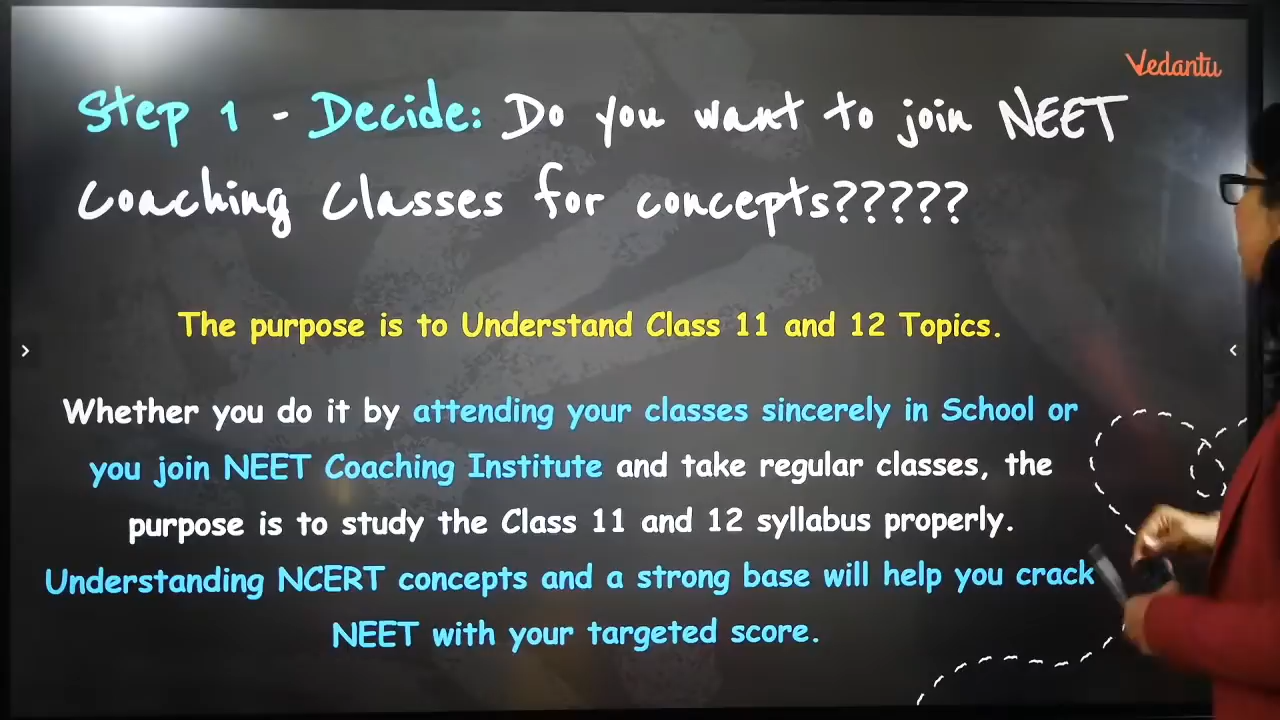 Vedantu
Step 1 - Decide: Do you want to join NEET
Coaching Classes for concepts?????
The purpose is to Understand Class 11 and 12 Topics.
Whether you do it by attending your classes sincerely in School or
you join NEET Coaching Institute and take regular classes, the
purpose is to study the Class 11 and 12 syllabus properly.
Understanding NCERT concepts and a strong base will help you crack
NEET with your targeted score.